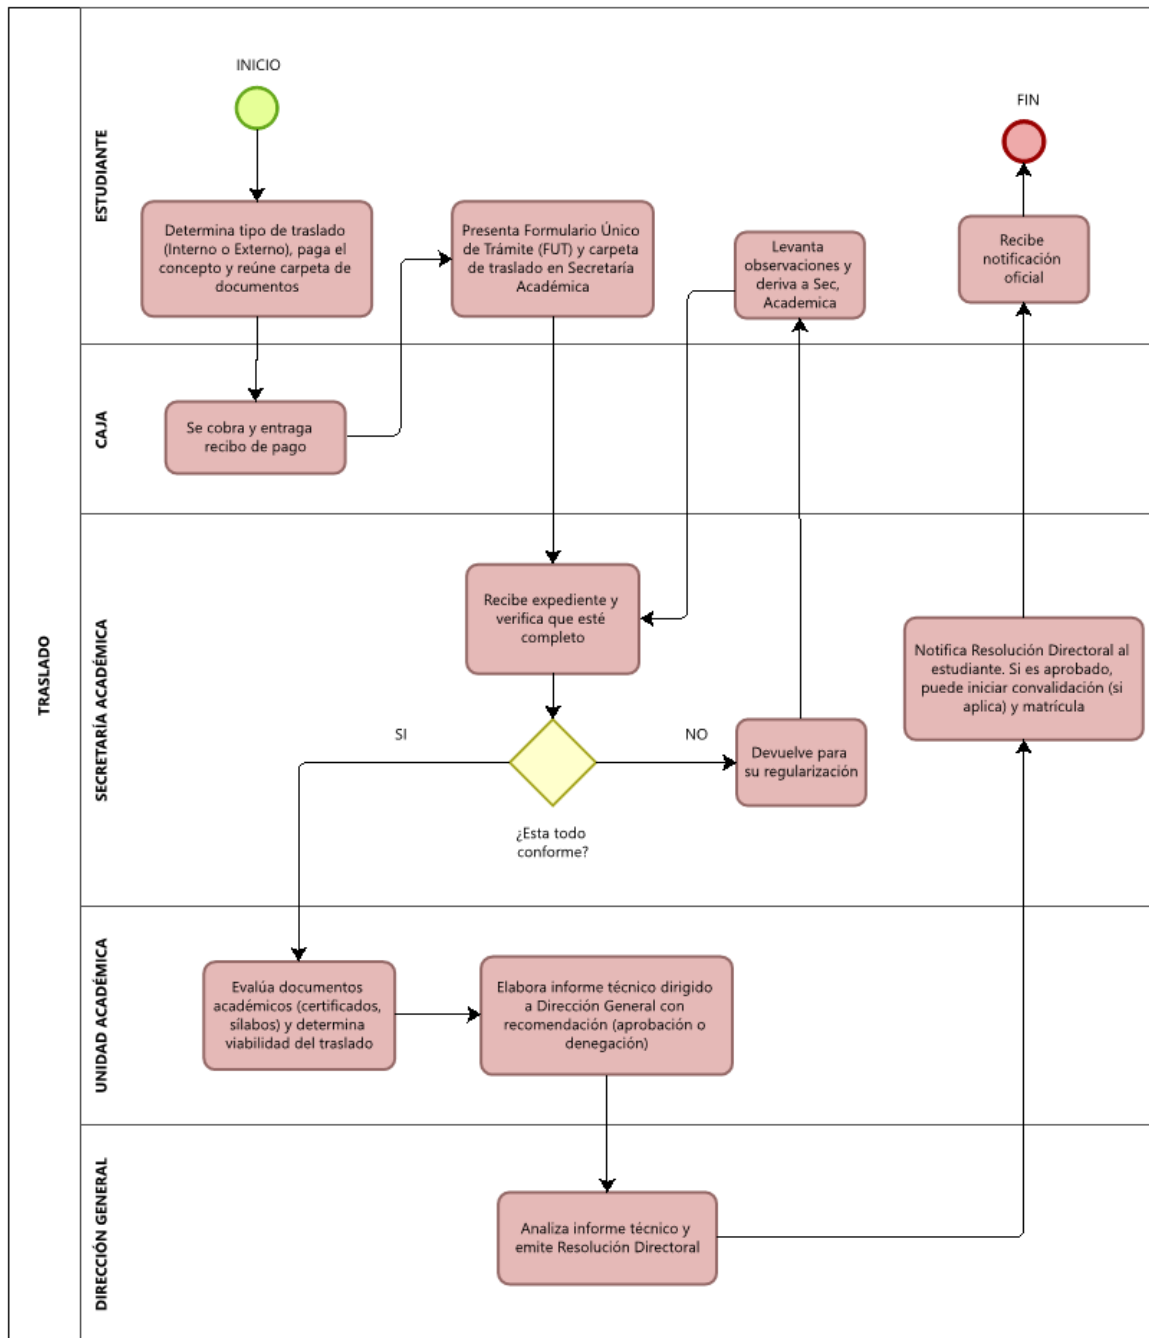 TRASLADO
ESTUDIANTE
INICIO
FIN
Determina tipo de traslado
(Interno o Externo), paga el
concepto y reúne carpeta de
documentos
Presenta Formulario Único
de Trámite (FUT) y carpeta
de traslado en Secretaría
Académica
Levanta
observaciones y
deriva a Sec,
Academica
Recibe
notificación
oficial
CAJA
Se cobra y entraga
recibo de pago
SECRETARÍA ACADÉMICA
Recibe expediente y
verifica que esté
completo
Notifica Resolución Directoral al
estudiante. Si es aprobado,
puede iniciar convalidación (si
aplica) y matrícula
SI
NO
Devuelve para
su regularización
¿Esta todo
conforme?
UNIDAD ACADÉMICA
Evalúa documentos
académicos (certificados,
sílabos) y determina
viabilidad del traslado
Elabora informe técnico dirigido
a Dirección General con
recomendación (aprobación o
denegación)
DIRECCIÓN GENERAL
Analiza informe técnico y
emite Resolución Directoral